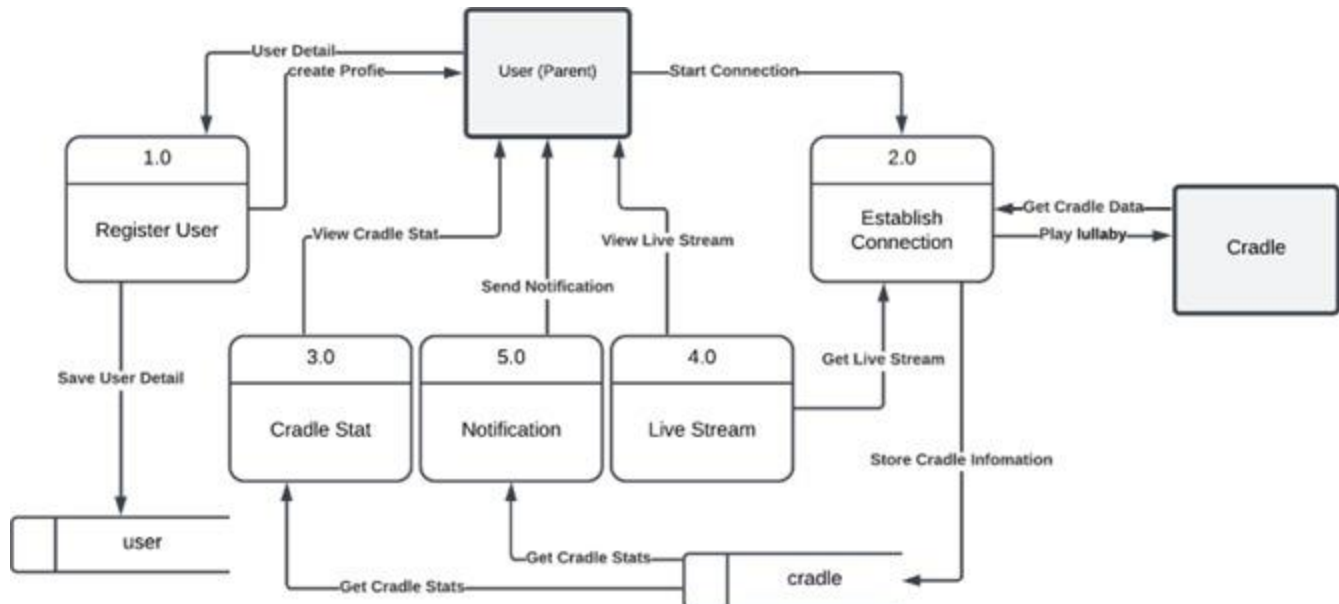 User Detail
create Profie
User (Parent)
Start Connection
1.0
Register User
2.0
Establish
Connection
Get Cradle Data
Play lullaby
Cradle
View Cradle Stat
View Live Stream
Send Notification
3.0
Cradle Stat
5.0
Notification
4.0
Live Stream
Get Live Stream
Save User Detail
Store Cradle Infomation
user
Get Cradle Stats
cradle
Get Cradle Stats